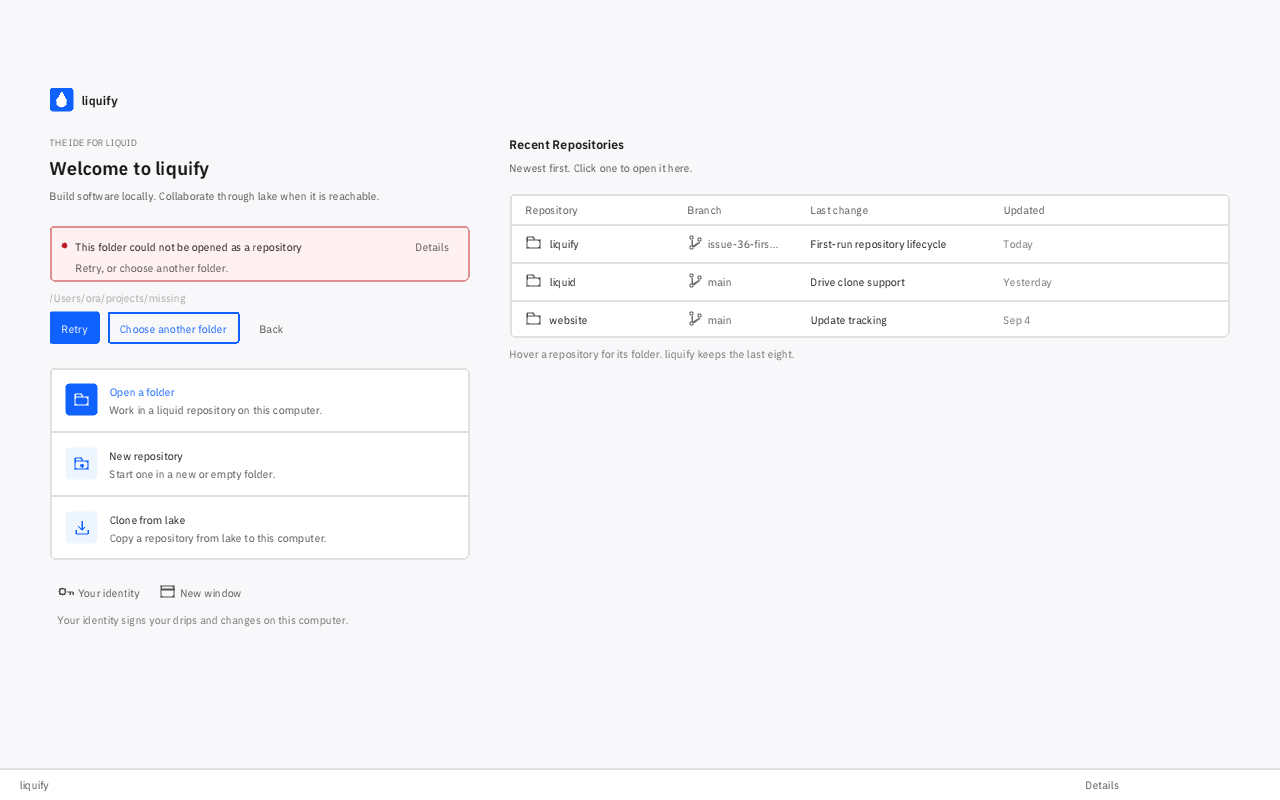 liquify
THE IDE FOR LIQUID
Welcome to liquify
Build software locally. Collaborate through lake when it is reachable.
This folder could not be opened as a repository
Details
Retry, or choose another folder.
/Users/ora/projects/missing
Retry
Choose another folder
Back
Open a folder
Work in a liquid repository on this computer.
New repository
Start one in a new or empty folder.
Clone from lake
Copy a repository from lake to this computer.
Your identity
New window
Your identity signs your drips and changes on this computer.
Recent Repositories
Newest first. Click one to open it here.
Repository Branch Last change Updated
liquify issue-36-firs... First-run repository lifecycle Today
liquid main Drive clone support Yesterday
website main Update tracking Sep 4
Hover a repository for its folder. liquify keeps the last eight.
liquify
Details